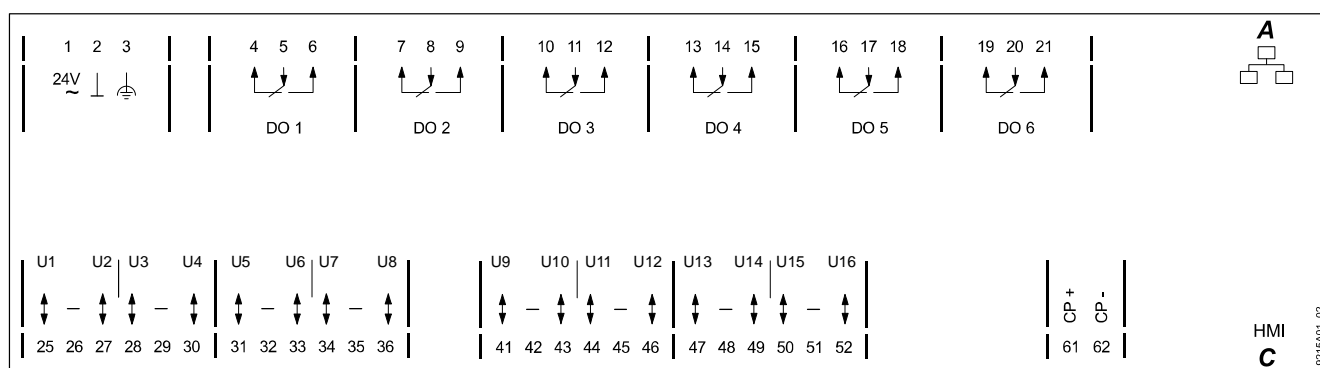 1 2 3 4 5 6 7 8 9 10 11 12 13 14 15 16 17 18 19 20 21 A
24V
~
DO 1 DO 2 DO 3 DO 4 DO 5 DO 6
U1 U2 U3 U4 U5 U6 U7 U8 U9 U10 U11 U12 U13 U14 U15 U16
– – – – – – – – CP + CP -
25 26 27 28 29 30 31 32 33 34 35 36 41 42 43 44 45 46 47 48 49 50 51 52 61 62
HMI
C